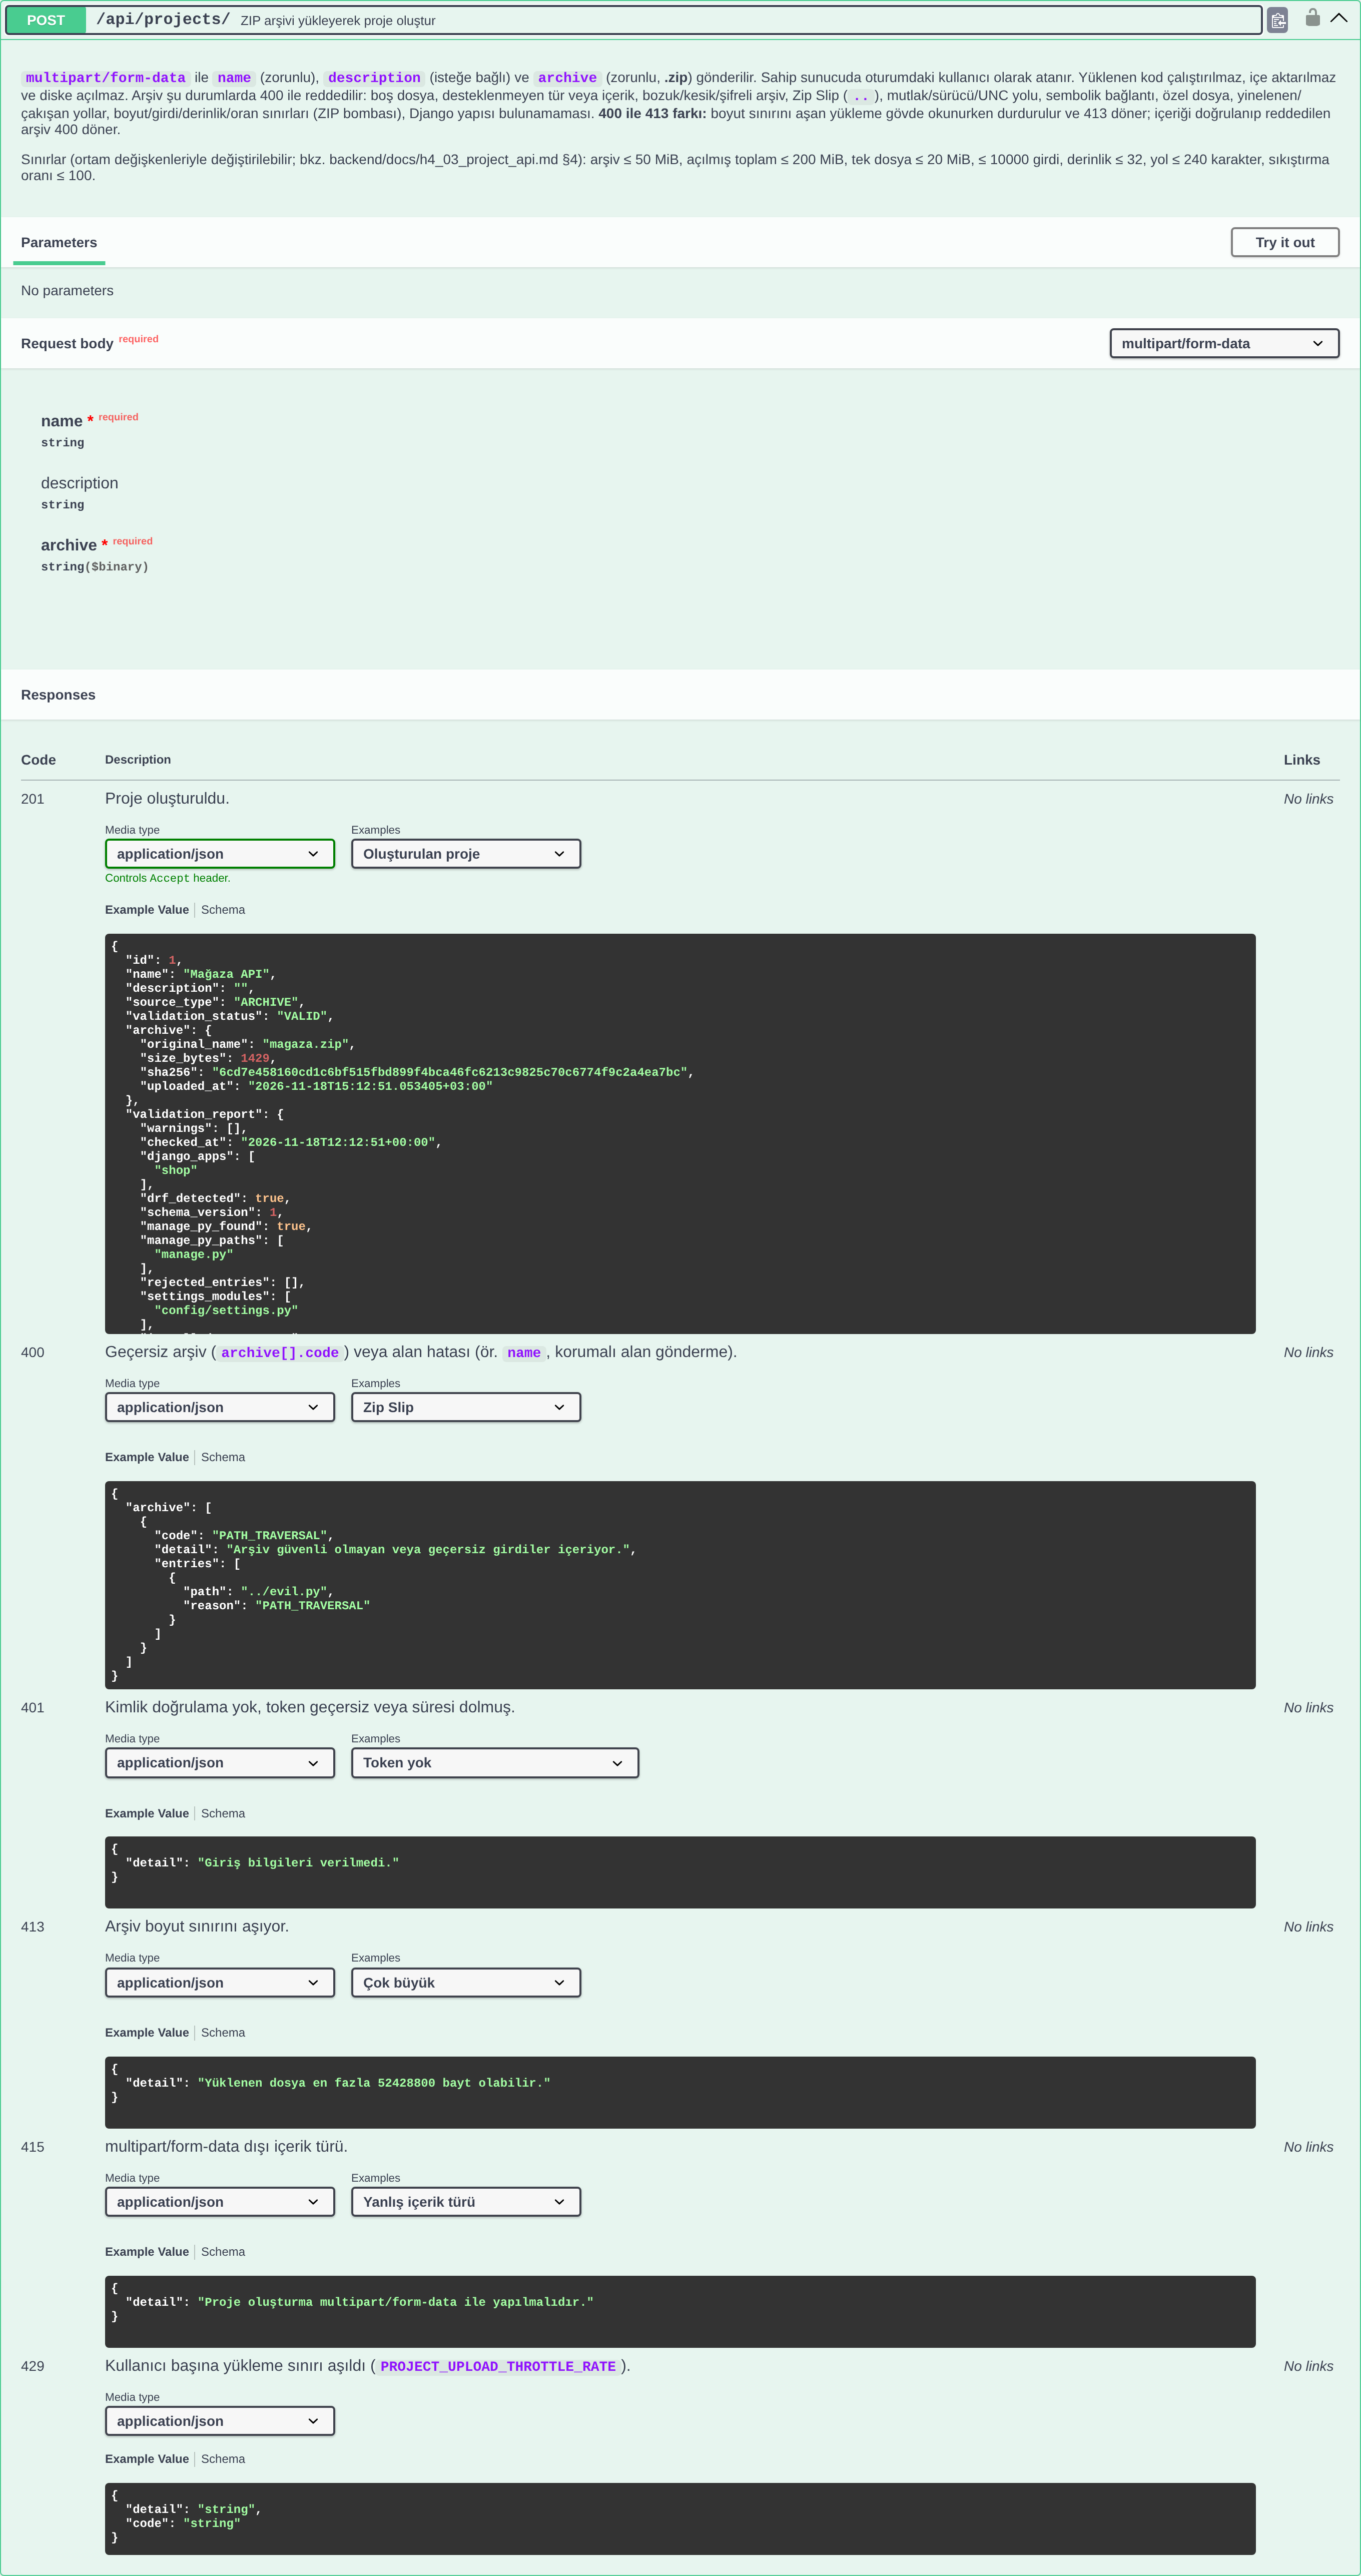 POST /api/projects/ ZIP arşivi yükleyerek proje oluştur
multipart/form-data ile name (zorunlu), description (isteğe bağlı) ve archive (zorunlu, .zip) gönderilir. Sahip sunucuda oturumdaki kullanıcı olarak atanır. Yüklenen kod çalıştırılmaz, içe aktarılmaz
ve diske açılmaz. Arşiv şu durumlarda 400 ile reddedilir: boş dosya, desteklenmeyen tür veya içerik, bozuk/kesik/şifreli arşiv, Zip Slip ( .. ), mutlak/sürücü/UNC yolu, sembolik bağlantı, özel dosya, yinelenen/
çakışan yollar, boyut/girdi/derinlik/oran sınırları (ZIP bombası), Django yapısı bulunamaması. 400 ile 413 farkı: boyut sınırını aşan yükleme gövde okunurken durdurulur ve 413 döner; içeriği doğrulanıp reddedilen
arşiv 400 döner.
Sınırlar (ortam değişkenleriyle değiştirilebilir; bkz. backend/docs/h4_03_project_api.md §4): arşiv ≤ 50 MiB, açılmış toplam ≤ 200 MiB, tek dosya ≤ 20 MiB, ≤ 10000 girdi, derinlik ≤ 32, yol ≤ 240 karakter, sıkıştırma
oranı ≤ 100.
Parameters Try it out
No parameters
Request body required multipart/form-data
name * required
string
description
string
archive * required
string($binary)
Responses
Code Description Links
201 Proje oluşturuldu. No links
Media type Examples
application/json Oluşturulan proje
Controls Accept header.
Example Value Schema
{
"id": 1,
"name": "Mağaza API",
"description": "",
"source_type": "ARCHIVE",
"validation_status": "VALID",
"archive": {
"original_name": "magaza.zip",
"size_bytes": 1429,
"sha256": "6cd7e458160cd1c6bf515fbd899f4bca46fc6213c9825c70c6774f9c2a4ea7bc",
"uploaded_at": "2026-11-18T15:12:51.053405+03:00"
},
"validation_report": {
"warnings": [],
"checked_at": "2026-11-18T12:12:51+00:00",
"django_apps": [
"shop"
],
"drf_detected": true,
"schema_version": 1,
"manage_py_found": true,
"manage_py_paths": [
"manage.py"
],
"rejected_entries": [],
"settings_modules": [
"config/settings.py"
],
400 Geçersiz arşiv ( archive[].code ) veya alan hatası (ör. name , korumalı alan gönderme). No links
Media type Examples
application/json Zip Slip
Example Value Schema
{
"archive": [
{
"code": "PATH_TRAVERSAL",
"detail": "Arşiv güvenli olmayan veya geçersiz girdiler içeriyor.",
"entries": [
{
"path": "../evil.py",
"reason": "PATH_TRAVERSAL"
}
]
}
]
}
401 Kimlik doğrulama yok, token geçersiz veya süresi dolmuş. No links
Media type Examples
application/json Token yok
Example Value Schema
{
"detail": "Giriş bilgileri verilmedi."
}
413 Arşiv boyut sınırını aşıyor. No links
Media type Examples
application/json Çok büyük
Example Value Schema
{
"detail": "Yüklenen dosya en fazla 52428800 bayt olabilir."
}
415 multipart/form-data dışı içerik türü. No links
Media type Examples
application/json Yanlış içerik türü
Example Value Schema
{
"detail": "Proje oluşturma multipart/form-data ile yapılmalıdır."
}
429 Kullanıcı başına yükleme sınırı aşıldı ( PROJECT_UPLOAD_THROTTLE_RATE ). No links
Media type
application/json
Example Value Schema
{
"detail": "string",
"code": "string"
}